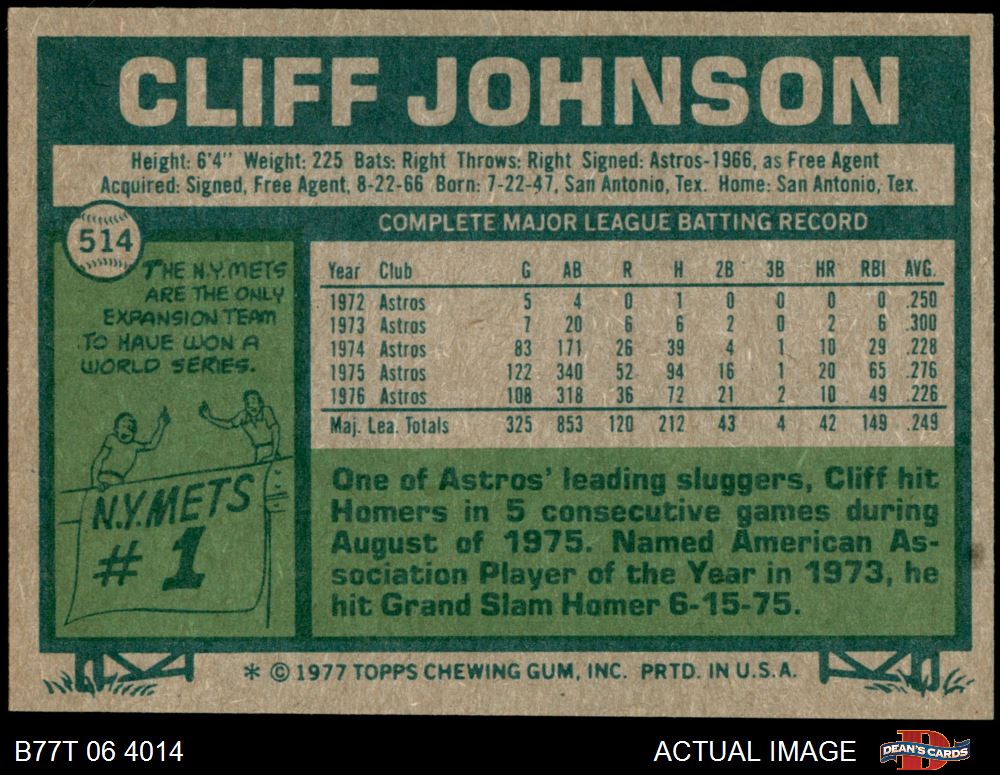 CLIFF JOHNSON
Height: 6'4" Weight: 225 Bats: Right Throws: Right Signed: Astros-1966, as Free Agent
Acquired: Signed, Free Agent, 8-22-66 Born: 7-22-47, San Antonio, Tex. Home: San Antonio, Tex.
514
THE N.Y. METS
ARE THE ONLY
EXPANSION TEAM
TO HAVE WON A
WORLD SERIES.
N.Y. METS
# 1
COMPLETE MAJOR LEAGUE BATTING RECORD
Year Club G AB R H 2B 3B HR RBI AVG.
1972 Astros 5 4 0 1 0 0 0 0 .250
1973 Astros 7 20 6 6 2 0 2 6 .300
1974 Astros 83 171 26 39 4 1 10 29 .228
1975 Astros 122 340 52 94 16 1 20 65 .276
1976 Astros 108 318 36 72 21 2 10 49 .226
Maj. Lea. Totals 325 853 120 212 43 4 42 149 .249
One of Astros' leading sluggers, Cliff hit
Homers in 5 consecutive games during
August of 1975. Named American As-
sociation Player of the Year in 1973, he
hit Grand Slam Homer 6-15-75.
* © 1977 TOPPS CHEWING GUM, INC. PRTD. IN U.S.A.
B77T 06 4014
ACTUAL IMAGE
D
DEAN'S CARDS